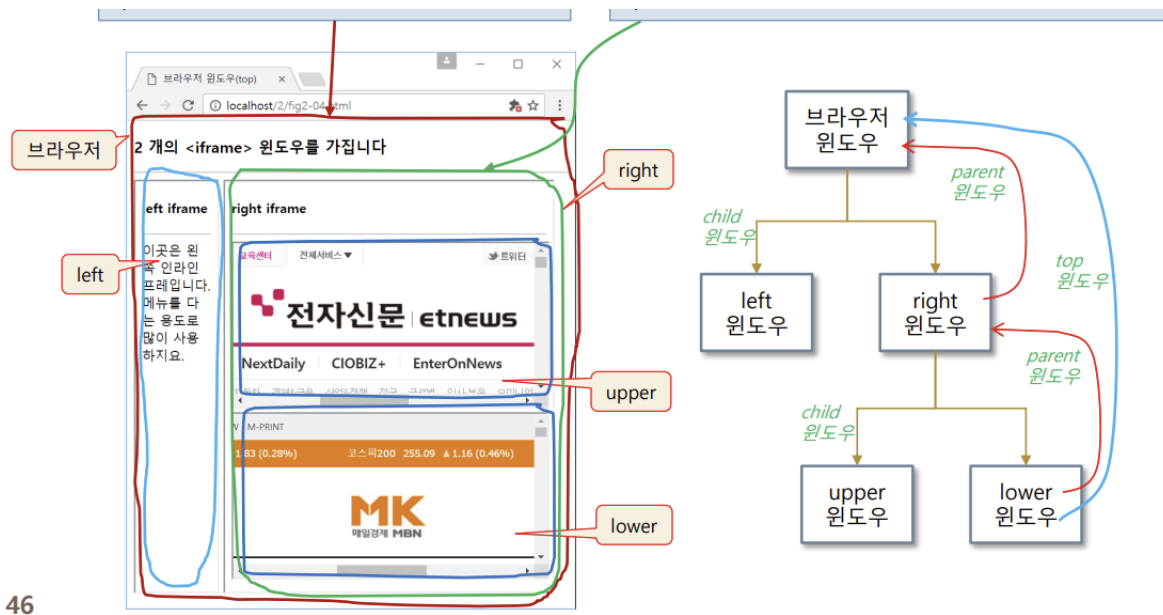 브라우저 윈도우(top)
localhost/2/fig2-04.html
브라우저
2 개의 <iframe> 윈도우를 가집니다
right
left iframe
right iframe
이곳은 왼
쪽 인라인
프레입니다.
메뉴를 다
는 용도로
많이 사용
하지요.
left
교육센터
전체서비스▼
트위터
전자신문 | etnews
NextDaily
CIOBIZ+
EnterOnNews
upper
M-PRINT
1.83 (0.28%)
코스피200 255.09 ▲1.16 (0.46%)
MK
매일경제 MBN
lower
브라우저
윈도우
parent
윈도우
child
윈도우
top
윈도우
left
윈도우
right
윈도우
parent
윈도우
child
윈도우
upper
윈도우
lower
윈도우
46